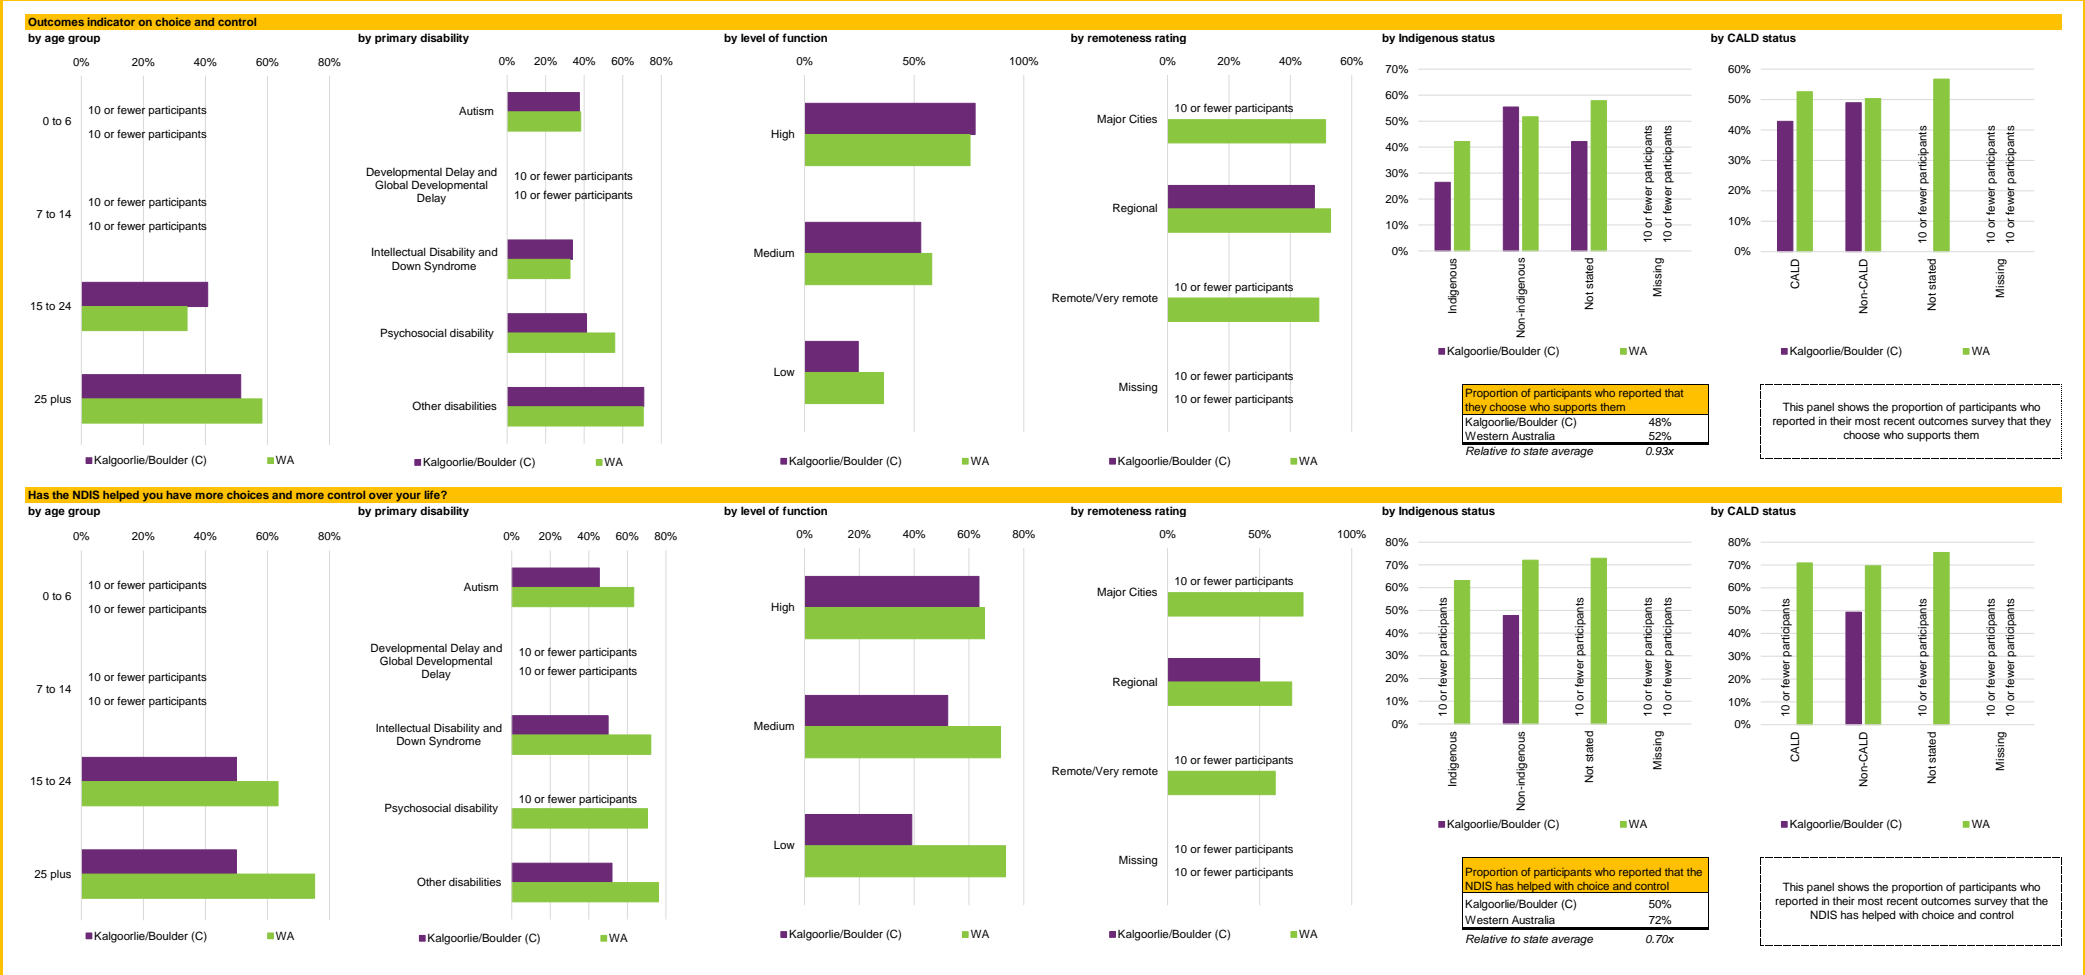 Outcomes indicator on choice and control
by age group
0% 20% 40% 60% 80%
0 to 6
10 or fewer participants
10 or fewer participants
7 to 14
10 or fewer participants
10 or fewer participants
15 to 24
25 plus
Kalgoorlie/Boulder (C) WA
by primary disability
0% 20% 40% 60% 80%
Autism
Developmental Delay and
Global Developmental
Delay
10 or fewer participants
10 or fewer participants
Intellectual Disability and
Down Syndrome
Psychosocial disability
Other disabilities
Kalgoorlie/Boulder (C) WA
by level of function
0% 50% 100%
High
Medium
Low
Kalgoorlie/Boulder (C) WA
by remoteness rating
0% 20% 40% 60%
Major Cities
10 or fewer participants
Regional
Remote/Very remote
10 or fewer participants
Missing
10 or fewer participants
10 or fewer participants
Kalgoorlie/Boulder (C) WA
by Indigenous status
70%
60%
50%
40%
30%
20%
10%
0%
10 or fewer participants
10 or fewer participants
Indigenous
Non-indigenous
Not stated
Missing
Kalgoorlie/Boulder (C) WA
by CALD status
60%
50%
40%
30%
20%
10%
0%
10 or fewer participants
10 or fewer participants
10 or fewer participants
CALD
Non-CALD
Not stated
Missing
Kalgoorlie/Boulder (C) WA
Proportion of participants who reported that
they choose who supports them
Kalgoorlie/Boulder (C) 48%
Western Australia 52%
Relative to state average 0.93x
This panel shows the proportion of participants who
reported in their most recent outcomes survey that they
choose who supports them
Has the NDIS helped you have more choices and more control over your life?
by age group
0% 20% 40% 60% 80%
0 to 6
10 or fewer participants
10 or fewer participants
7 to 14
10 or fewer participants
10 or fewer participants
15 to 24
25 plus
Kalgoorlie/Boulder (C) WA
by primary disability
0% 20% 40% 60% 80%
Autism
Developmental Delay and
Global Developmental
Delay
10 or fewer participants
10 or fewer participants
Intellectual Disability and
Down Syndrome
Psychosocial disability
10 or fewer participants
Other disabilities
Kalgoorlie/Boulder (C) WA
by level of function
0% 20% 40% 60% 80%
High
Medium
Low
Kalgoorlie/Boulder (C) WA
by remoteness rating
0% 50% 100%
Major Cities
10 or fewer participants
Regional
Remote/Very remote
10 or fewer participants
Missing
10 or fewer participants
10 or fewer participants
Kalgoorlie/Boulder (C) WA
by Indigenous status
80%
70%
60%
50%
40%
30%
20%
10%
0%
10 or fewer participants
10 or fewer participants
10 or fewer participants
10 or fewer participants
Indigenous
Non-indigenous
Not stated
Missing
Kalgoorlie/Boulder (C) WA
by CALD status
80%
70%
60%
50%
40%
30%
20%
10%
0%
10 or fewer participants
10 or fewer participants
10 or fewer participants
10 or fewer participants
CALD
Non-CALD
Not stated
Missing
Kalgoorlie/Boulder (C) WA
Proportion of participants who reported that the
NDIS has helped with choice and control
Kalgoorlie/Boulder (C) 50%
Western Australia 72%
Relative to state average 0.70x
This panel shows the proportion of participants who
reported in their most recent outcomes survey that the
NDIS has helped with choice and control